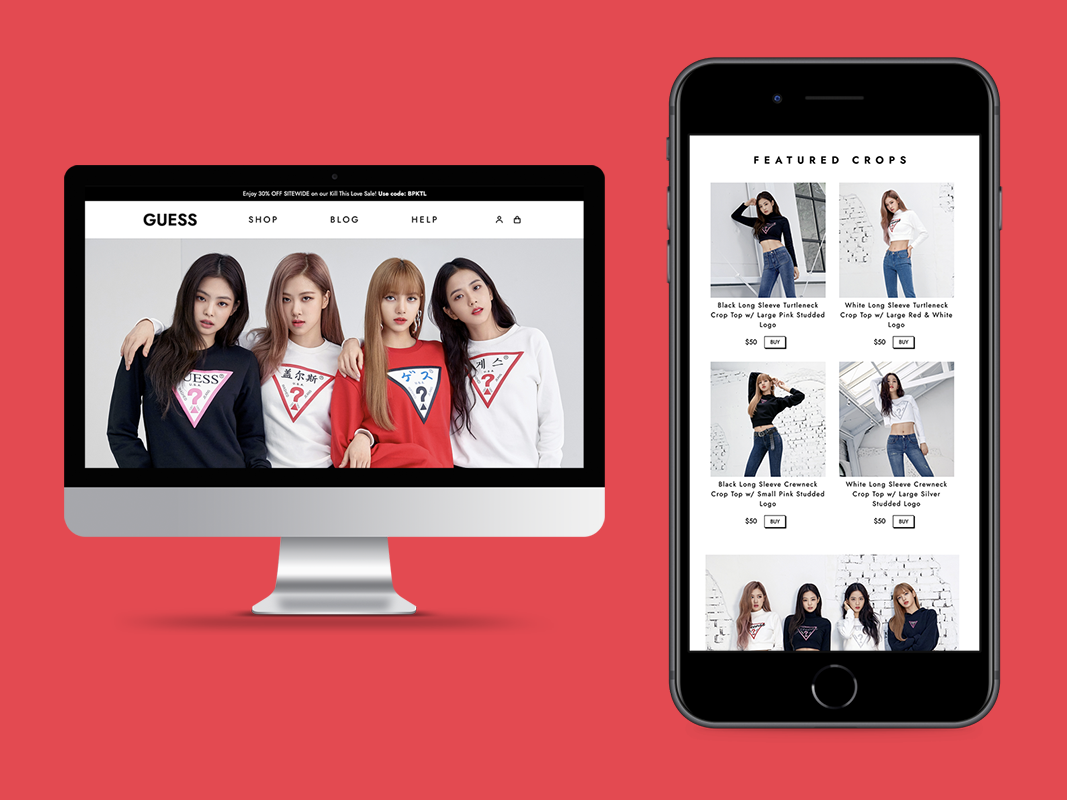 Enjoy 30% OFF SITEWIDE on our Kill This Love Sale! Use code: BPKTL
GUESS
SHOP
BLOG
HELP
GUESS
U.S.A.
?
盖尔斯
U.S.A.
?
ゲス
U.S.A.
?
게스
U.S.A.
?
FEATURED CROPS
Black Long Sleeve Turtleneck
Crop Top w/ Large Pink Studded
Logo
$50 BUY
White Long Sleeve Turtleneck
Crop Top w/ Large Red & White
Logo
$50 BUY
Black Long Sleeve Crewneck
Crop Top w/ Small Pink Studded
Logo
$50 BUY
White Long Sleeve Crewneck
Crop Top w/ Large Silver
Studded Logo
$50 BUY